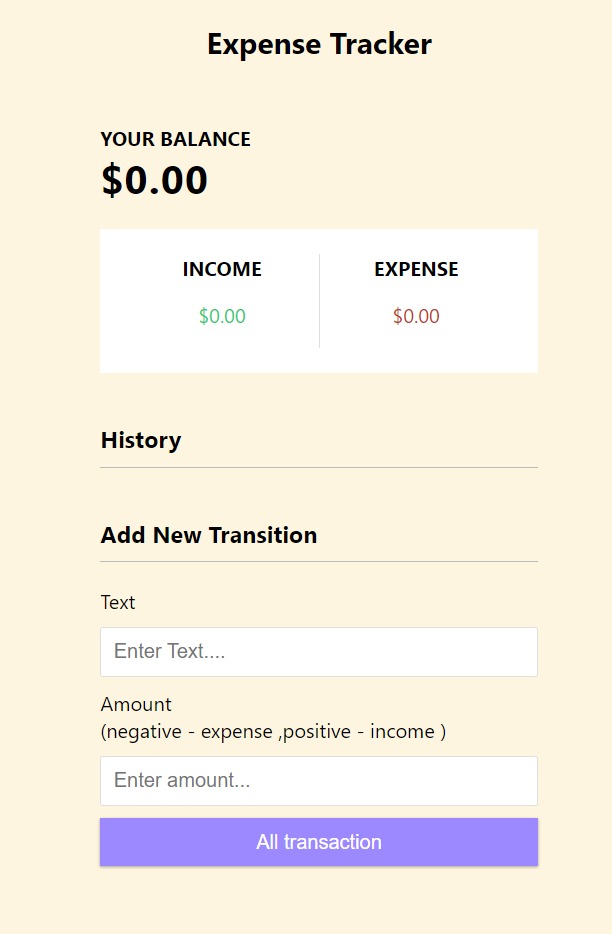 Expense Tracker
YOUR BALANCE
$0.00
INCOME
EXPENSE
$0.00
$0.00
History
Add New Transition
Text
Enter Text....
Amount
(negative - expense ,positive - income )
Enter amount...
All transaction